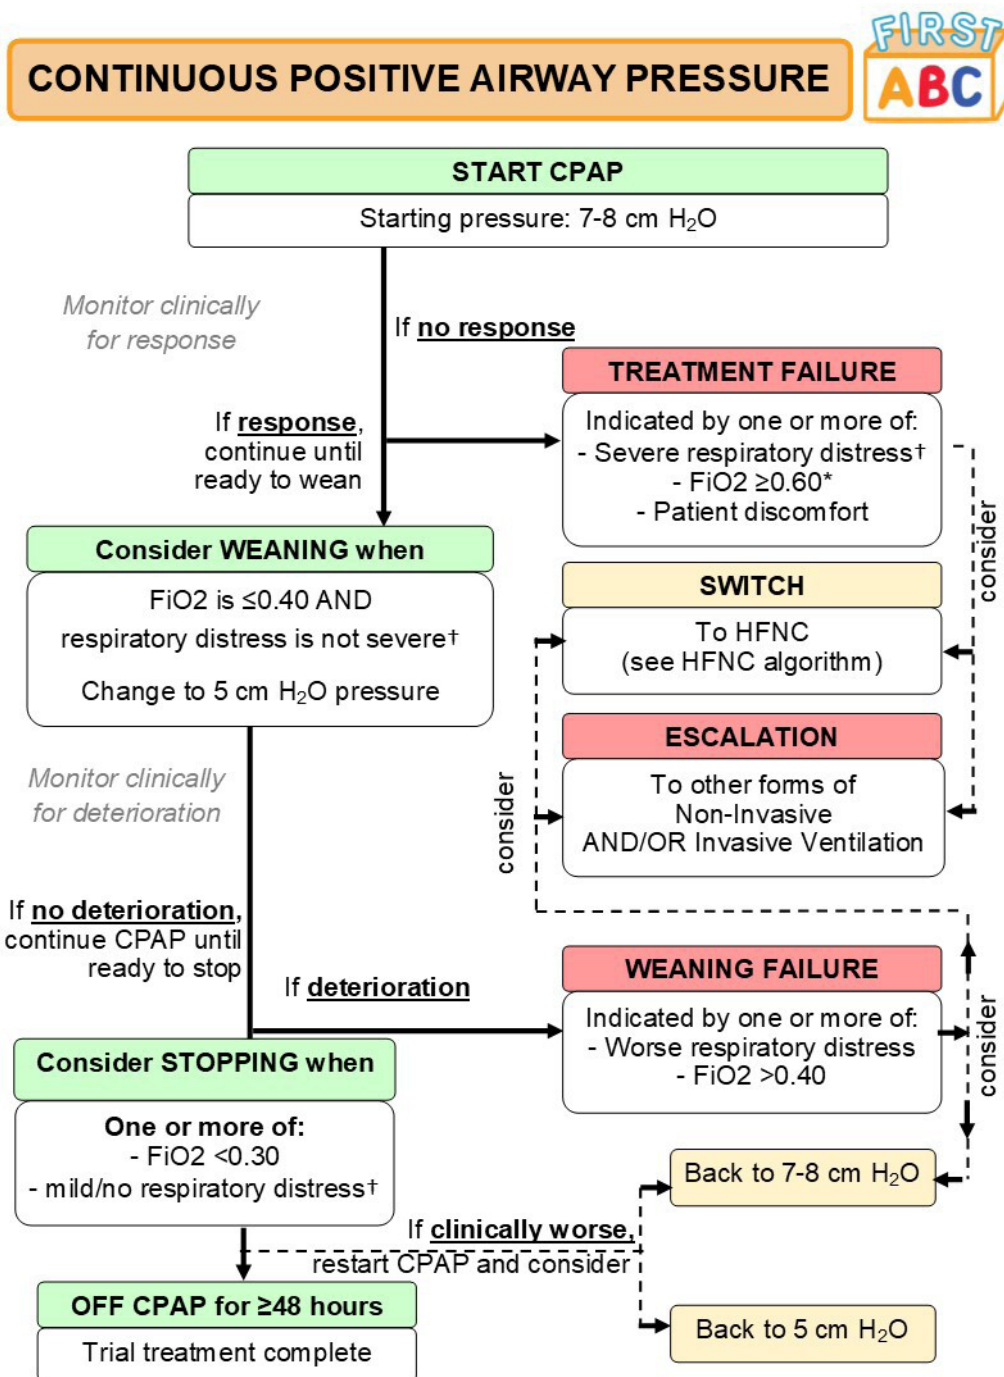 FIRST
ABC
CONTINUOUS POSITIVE AIRWAY PRESSURE
START CPAP
Starting pressure: 7-8 cm H₂O
Monitor clinically
for response
If no response
If response,
continue until
ready to wean
TREATMENT FAILURE
Indicated by one or more of:
- Severe respiratory distress†
- FiO2 ≥0.60*
- Patient discomfort
consider
Consider WEANING when
FiO2 is ≤0.40 AND
respiratory distress is not severe†
Change to 5 cm H₂O pressure
SWITCH
To HFNC
(see HFNC algorithm)
ESCALATION
To other forms of
Non-Invasive
AND/OR Invasive Ventilation
consider
Monitor clinically
for deterioration
If no deterioration,
continue CPAP until
ready to stop
If deterioration
WEANING FAILURE
Indicated by one or more of:
- Worse respiratory distress
- FiO2 >0.40
consider
Consider STOPPING when
One or more of:
- FiO2 <0.30
- mild/no respiratory distress†
Back to 7-8 cm H₂O
If clinically worse,
restart CPAP and consider
OFF CPAP for ≥48 hours
Trial treatment complete
Back to 5 cm H₂O